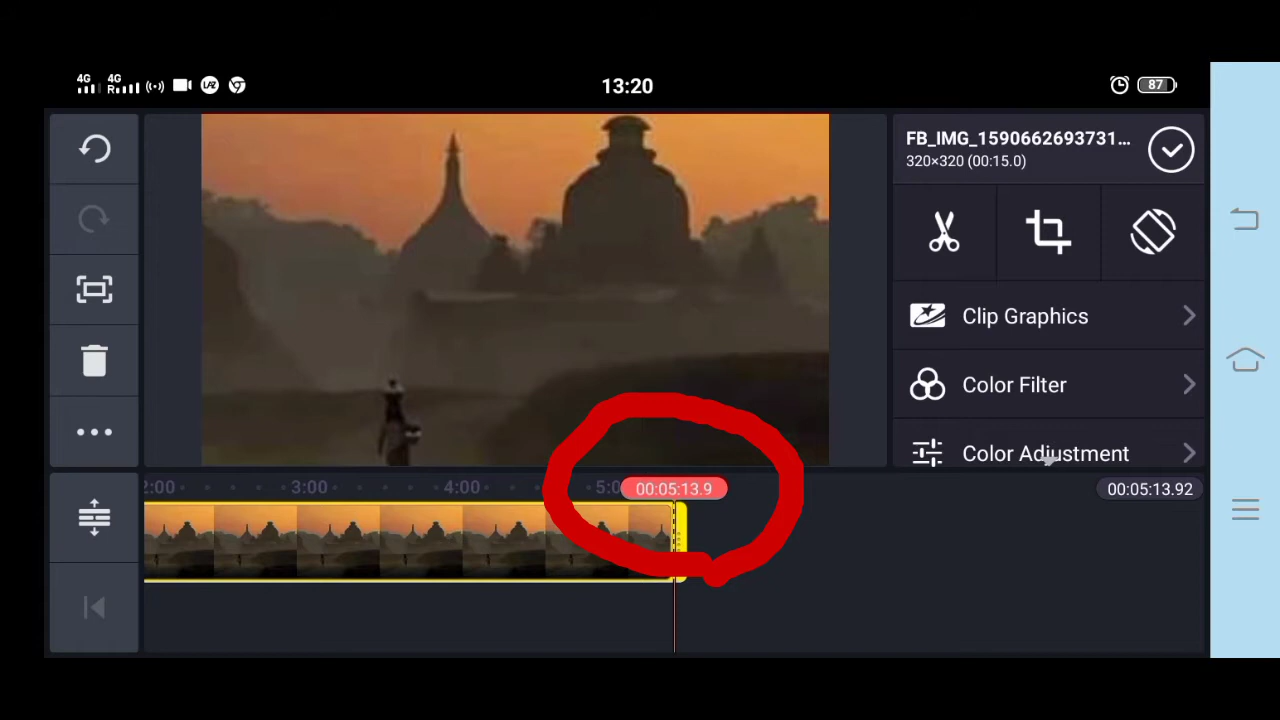 4G 4G
R
LAZ
13:20
87
FB_IMG_1590662693731...
320×320 (00:15.0)
Clip Graphics
Color Filter
Color Adjustment
2:00 3:00 4:00 5:0
00:05:13.9
00:05:13.92